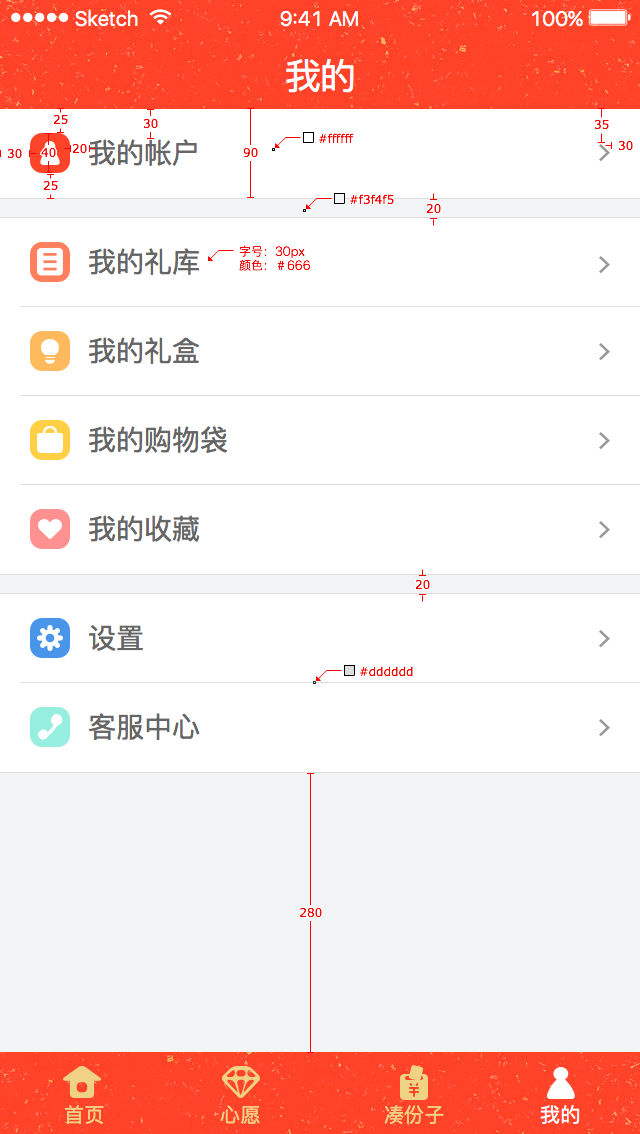 Sketch 9:41 AM 100%
我的
25 30 35
30 40 20 我的帐户 90 #ffffff 30
25
#f3f4f5 20
我的礼库 字号：30px
颜色：#666
我的礼盒
我的购物袋
我的收藏
20
设置
#dddddd
客服中心
280
¥
首页 心愿 凑份子 我的